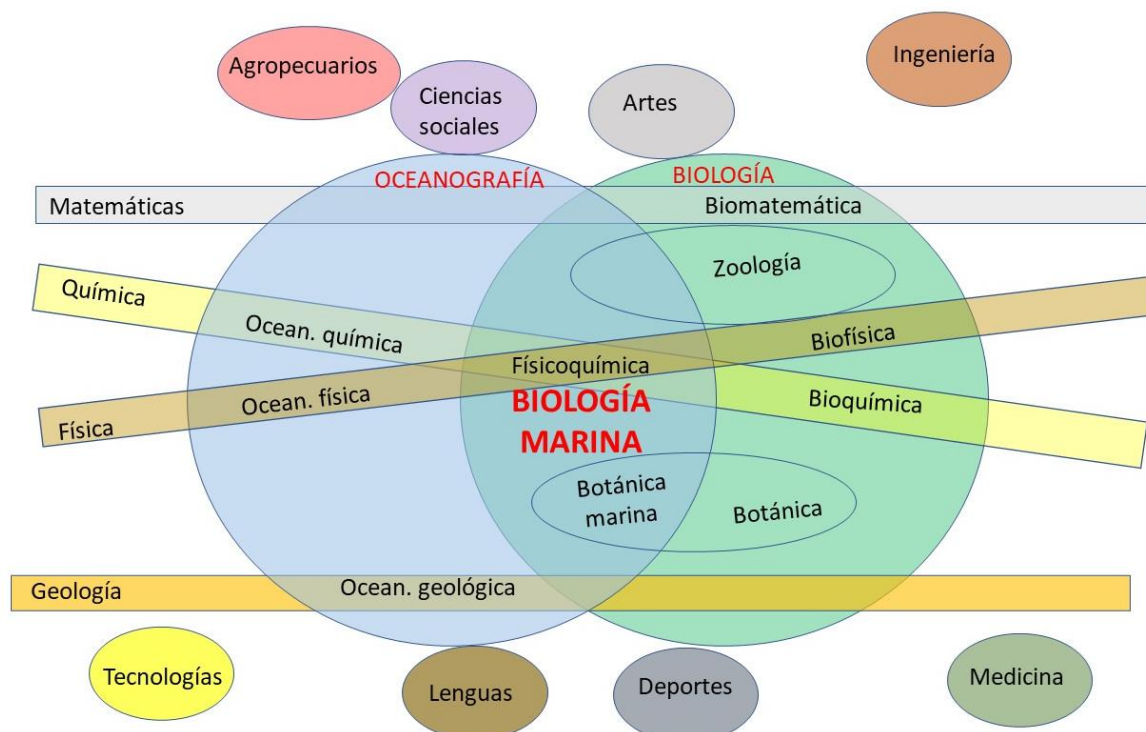 Agropecuarios
Ingeniería
Ciencias
sociales
Artes
OCEANOGRAFÍA
BIOLOGÍA
Matemáticas
Biomatemática
Zoología
Química
Ocean. química
Biofísica
Físicoquímica
Ocean. física
Bioquímica
BIOLOGÍA
MARINA
Física
Botánica
marina
Botánica
Geología
Ocean. geológica
Tecnologías
Lenguas
Deportes
Medicina